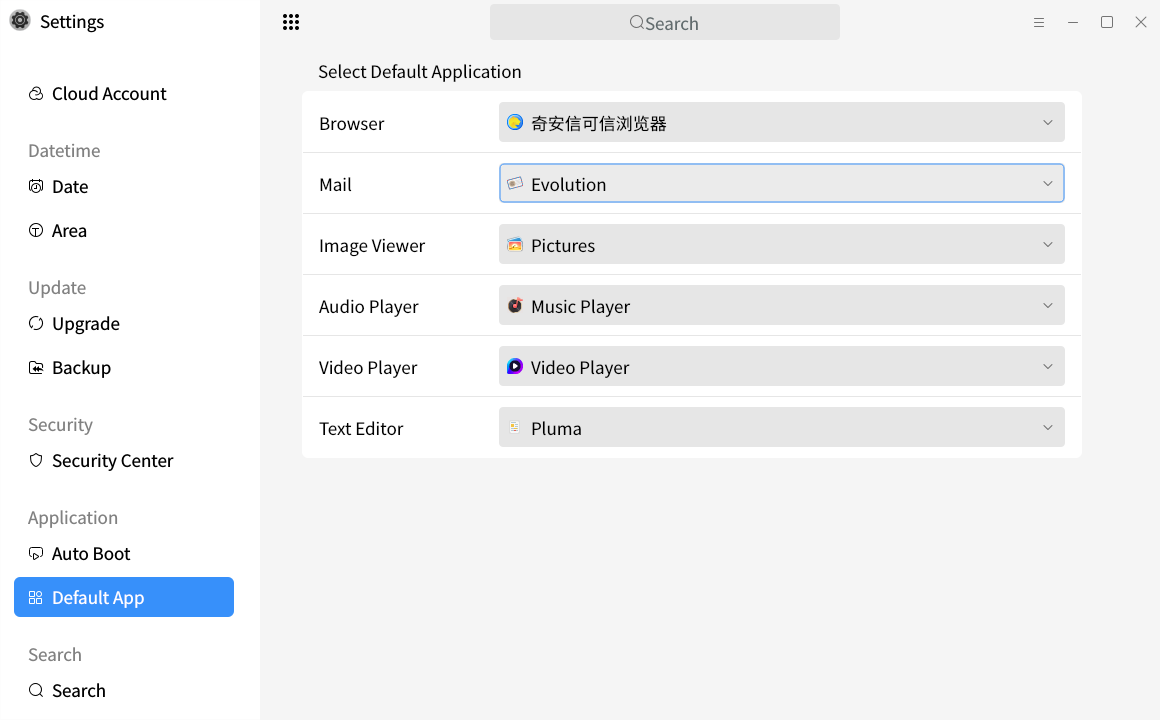 Settings
Search
Cloud Account
Datetime
Date
Area
Update
Upgrade
Backup
Security
Security Center
Application
Auto Boot
Default App
Search
Search
Select Default Application
Browser 奇安信可信浏览器
Mail Evolution
Image Viewer Pictures
Audio Player Music Player
Video Player Video Player
Text Editor Pluma